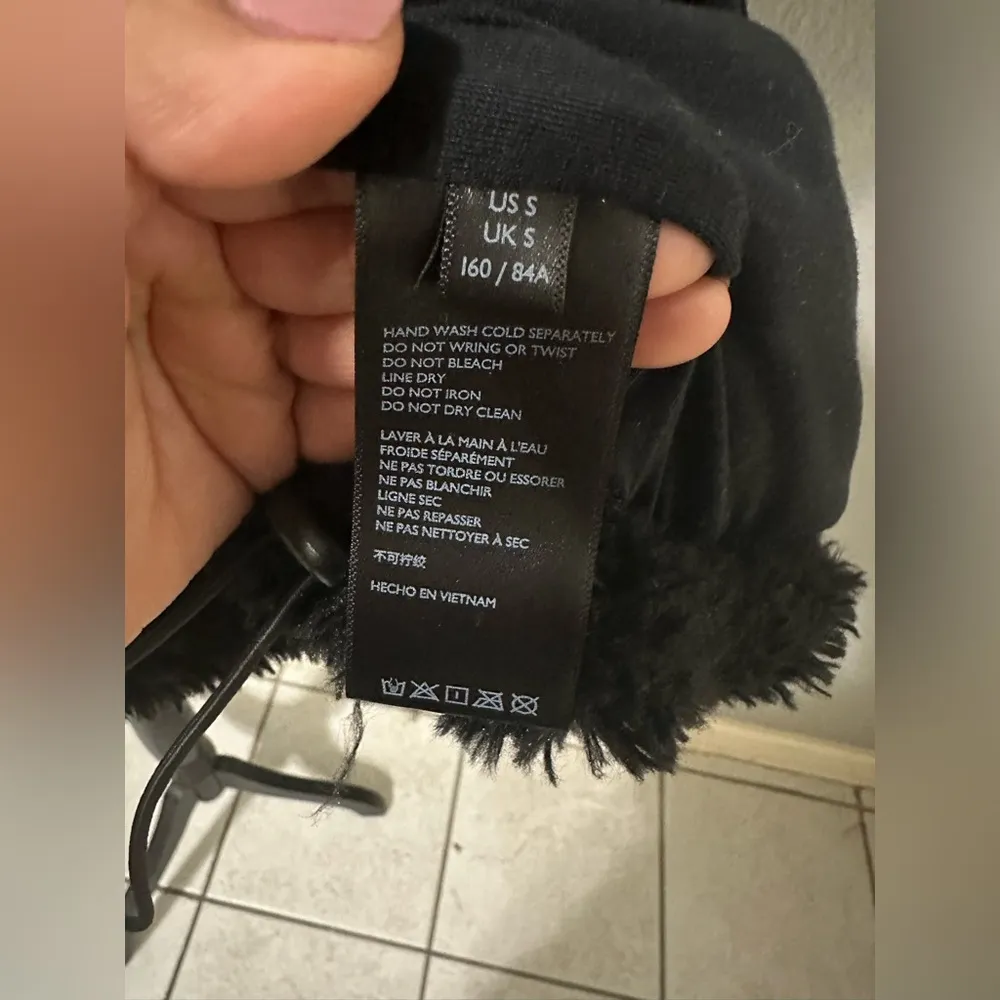 US S
UK S
160 / 84A
HAND WASH COLD SEPARATELY
DO NOT WRING OR TWIST
DO NOT BLEACH
LINE DRY
DO NOT IRON
DO NOT DRY CLEAN
LAVER À LA MAIN À L'EAU
FROIDE SÉPARÉMENT
NE PAS TORDRE OU ESSORER
NE PAS BLANCHIR
LIGNE SEC
NE PAS REPASSER
NE PAS NETTOYER À SEC
不可拧绞
HECHO EN VIETNAM